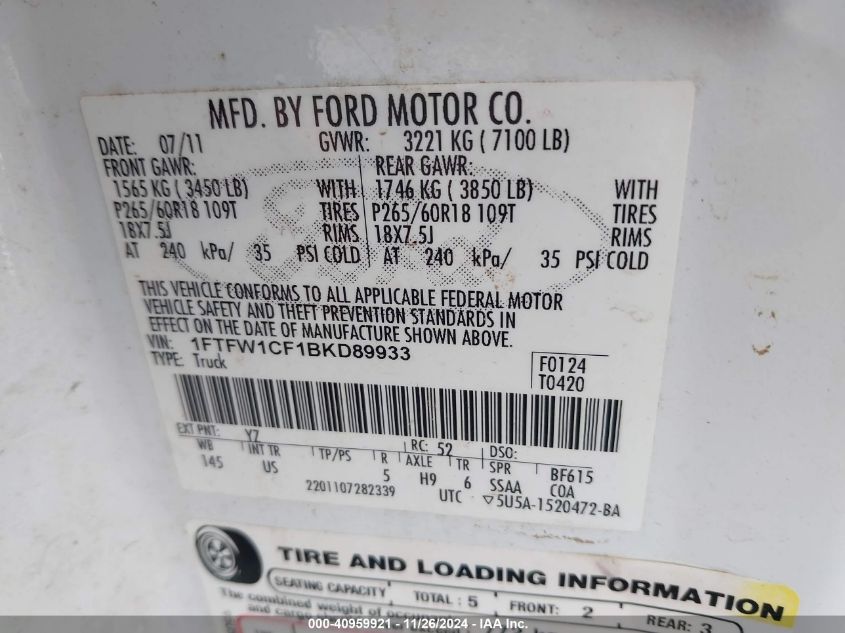 MFD. BY FORD MOTOR CO.
DATE: 07/11 GVWR: 3221 KG ( 7100 LB)
FRONT GAWR: REAR GAWR:
1565 KG ( 3450 LB) WITH 1746 KG ( 3850 LB) WITH
P265/60R18 109T TIRES P265/60R18 109T TIRES
18X7.5J RIMS 18X7.5J RIMS
AT 240 kPa/ 35 PSI COLD AT 240 kPa/ 35 PSI COLD
THIS VEHICLE CONFORMS TO ALL APPLICABLE FEDERAL MOTOR
VEHICLE SAFETY AND THEFT PREVENTION STANDARDS IN
EFFECT ON THE DATE OF MANUFACTURE SHOWN ABOVE.
VIN: 1FTFW1CF1BKD89933
TYPE: Truck
F0124
T0420
EXT PNT: YZ RC: 52 DSO:
WB INT TR TP/PS R AXLE TR SPR BF615
145 US 5 H9 6 SSAA COA
2201107282339 UTC ▽5U5A-1520472-BA
TIRE AND LOADING INFORMATION
SEATING CAPACITY TOTAL : 5 FRONT: 2 REAR: 3
The combined weight of
000-40959921 - 11/26/2024 - Copyright © 2024 IAA, Inc.